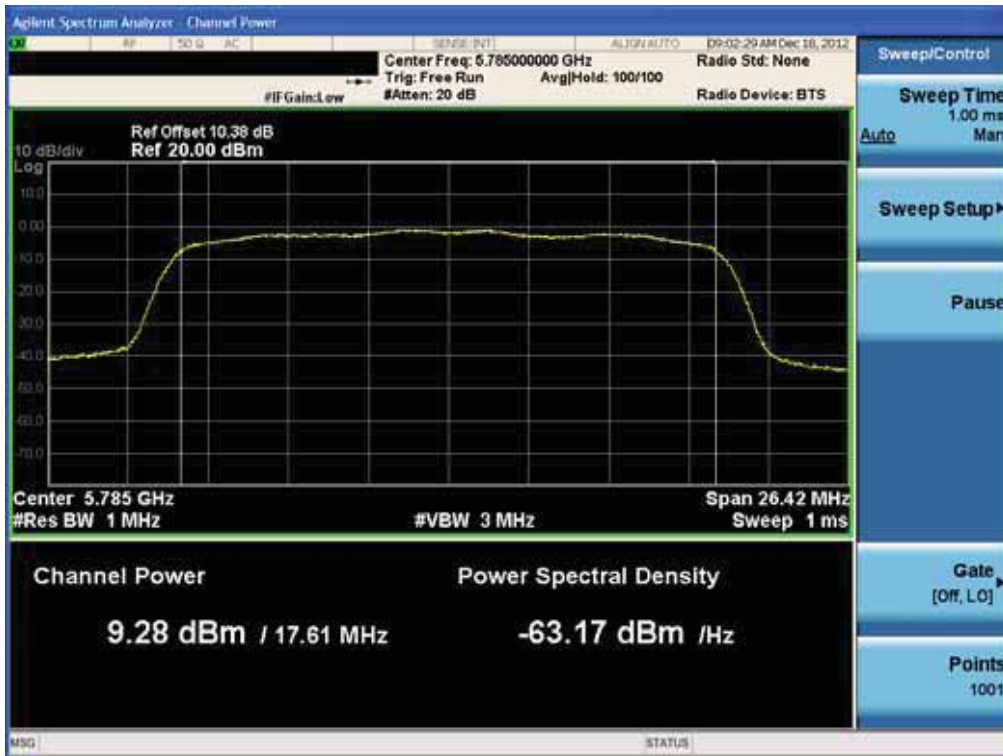 Agilent Spectrum Analyzer - Channel Power
RF 50 Ω AC SENSE:INT ALIGN AUTO 09:02:29 AM Dec 18, 2012
Center Freq: 5.785000000 GHz Radio Std: None
Trig: Free Run Avg|Hold: 100/100
#IFGain:Low #Atten: 20 dB Radio Device: BTS
Ref Offset 10.38 dB
10 dB/div Ref 20.00 dBm
Log
10.0
0.00
-10.0
-20.0
-30.0
-40.0
-50.0
-60.0
-70.0
Center 5.785 GHz Span 26.42 MHz
#Res BW 1 MHz #VBW 3 MHz Sweep 1 ms
Channel Power Power Spectral Density
9.28 dBm / 17.61 MHz -63.17 dBm /Hz
MSG STATUS
Sweep/Control
Sweep Time
1.00 ms
Auto Man
Sweep Setup
Pause
Gate
[Off, LO]
Points
1001